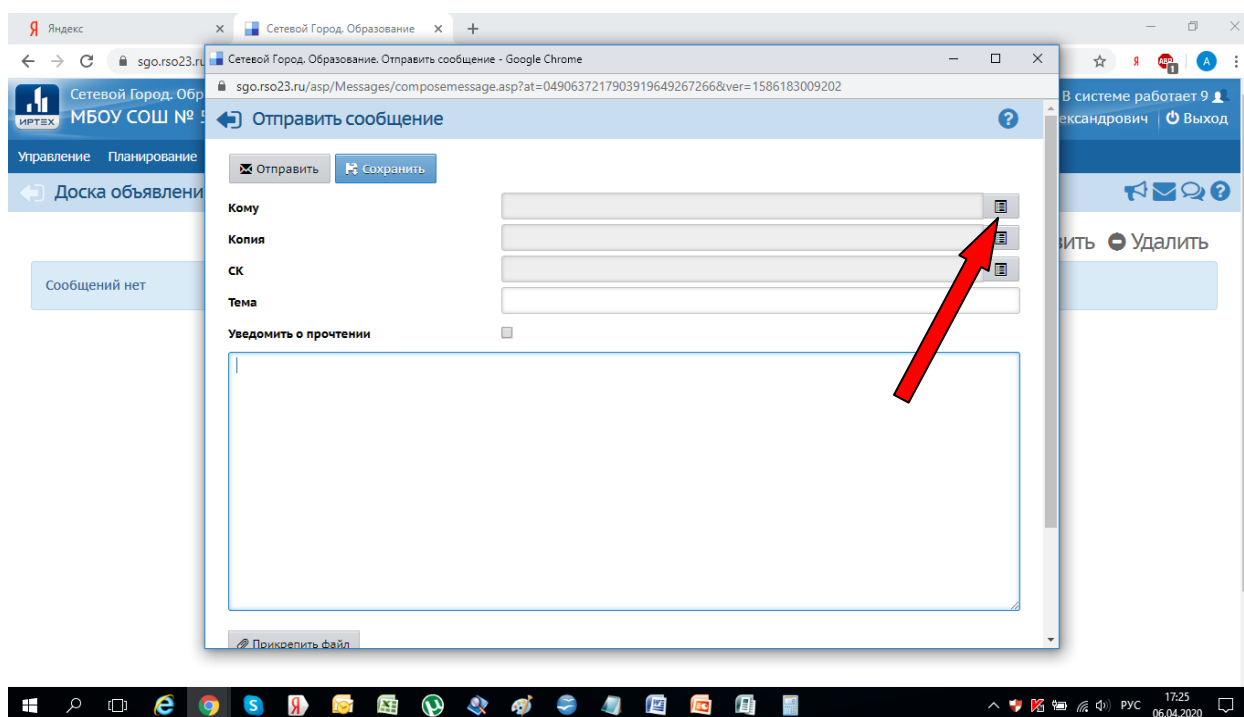 Яндекс
Сетевой Город. Образование
sgo.rso23.ru
Сетевой Город. Образование. Отправить сообщение - Google Chrome
sgo.rso23.ru/asp/Messages/composemessage.asp?at=049063721790391964926726&ver=1586183009202
ИРТЕХ
Сетевой Город. Обр
МБОУ СОШ №
В системе работает 9
ександрович
Выход
Отправить сообщение
Управление Планирование
Отправить Сохранить
Доска объявлени
Кому
Копия
СК
вить Удалить
Сообщений нет
Тема
Уведомить о прочтении
Прикрепить файл
17:25
РУС
06.04.2020